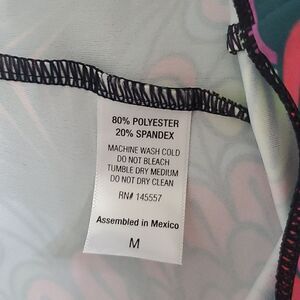 80% POLYESTER
20% SPANDEX
MACHINE WASH COLD
DO NOT BLEACH
TUMBLE DRY MEDIUM
DO NOT DRY CLEAN
RN# 145557
Assembled in Mexico
M